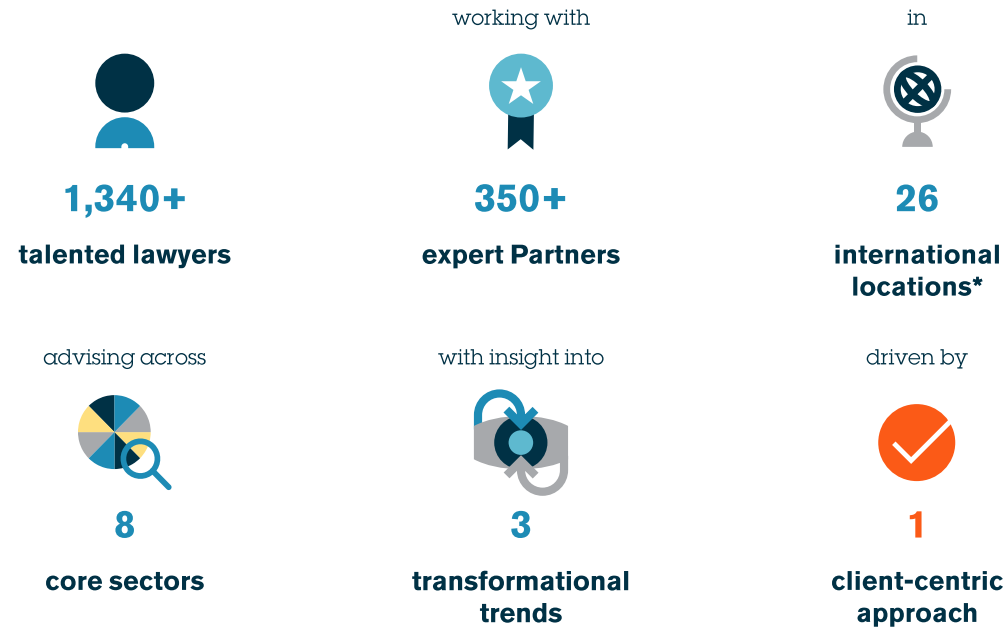 working with
in
1,340+
350+
26
talented lawyers
expert Partners
international
locations*
advising across
with insight into
driven by
8
3
1
core sectors
transformational
trends
client-centric
approach